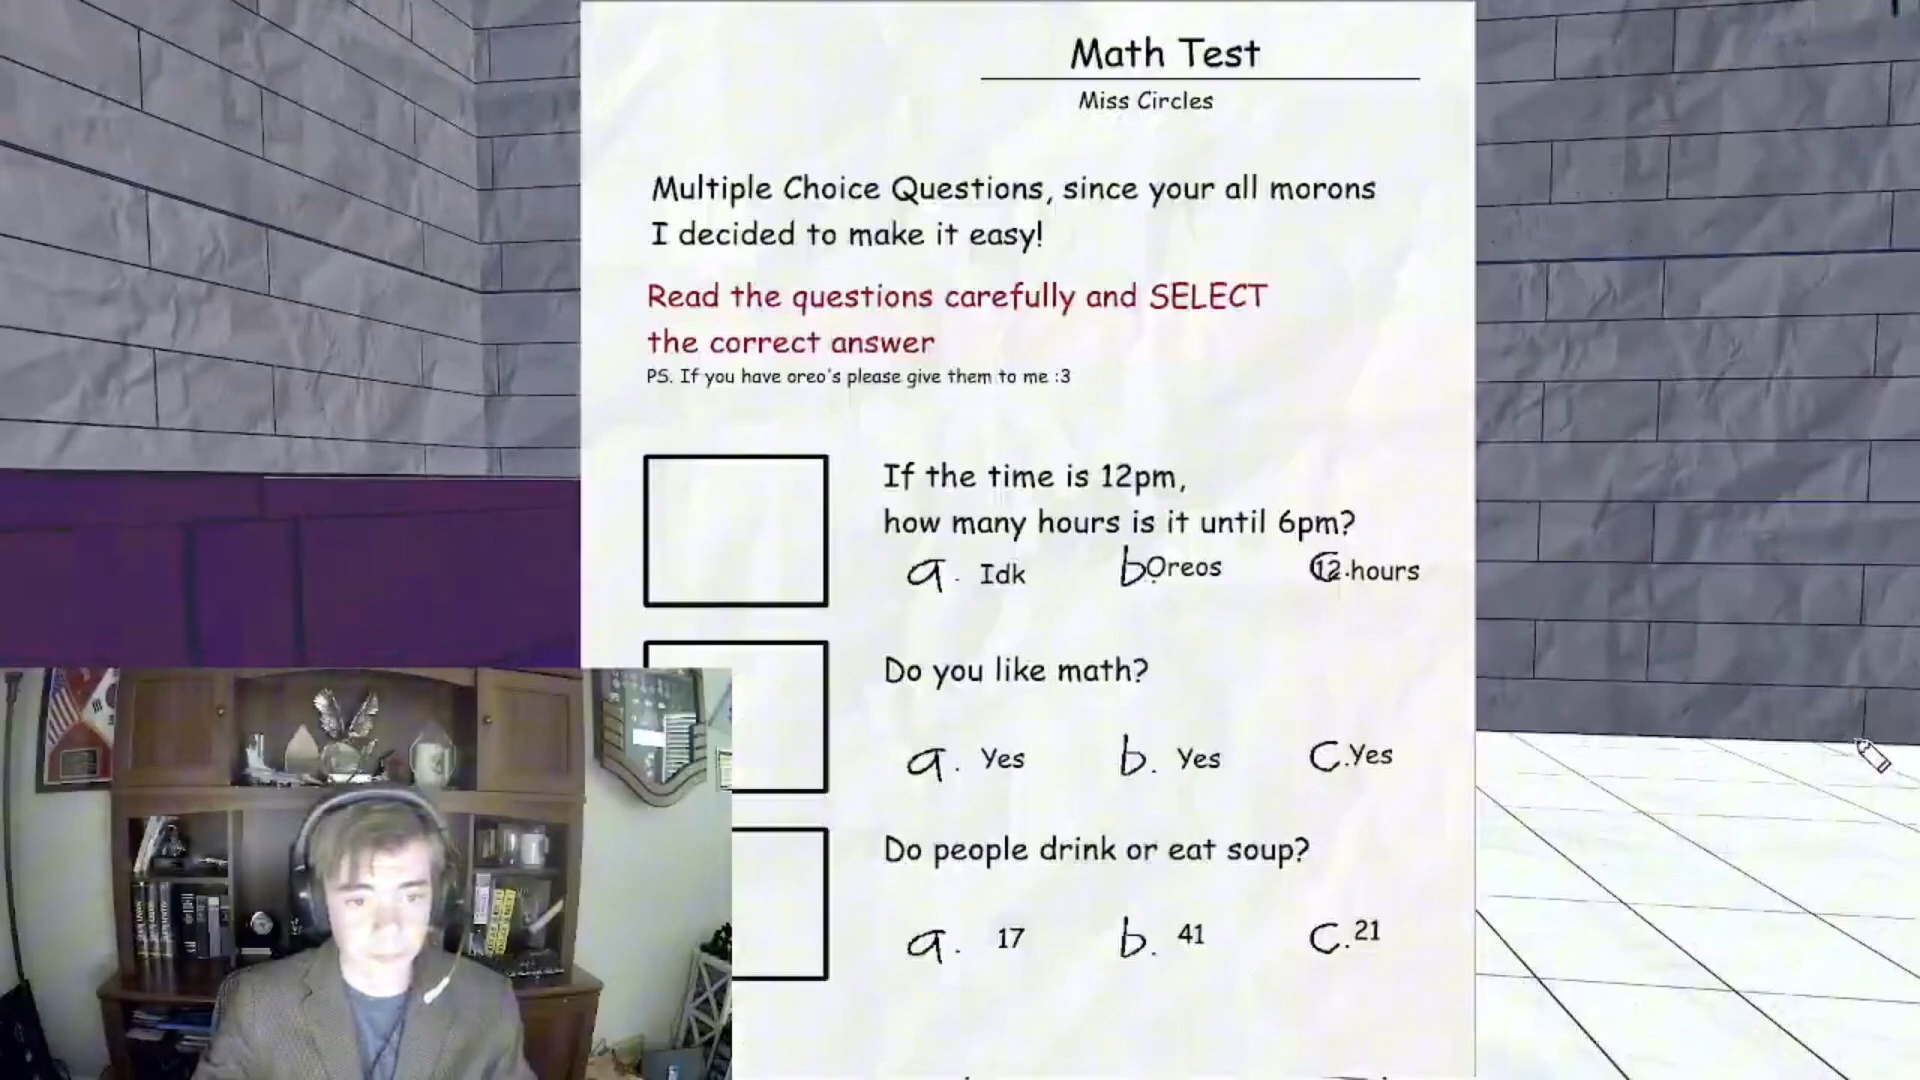 Math Test
Miss Circles
Multiple Choice Questions, since your all morons
I decided to make it easy!
Read the questions carefully and SELECT
the correct answer
PS. If you have oreo's please give them to me :3
If the time is 12pm,
how many hours is it until 6pm?
a. Idk b. Oreos C. 12 hours
Do you like math?
a. Yes b. Yes C. Yes
Do people drink or eat soup?
a. 17 b. 41 C. 21